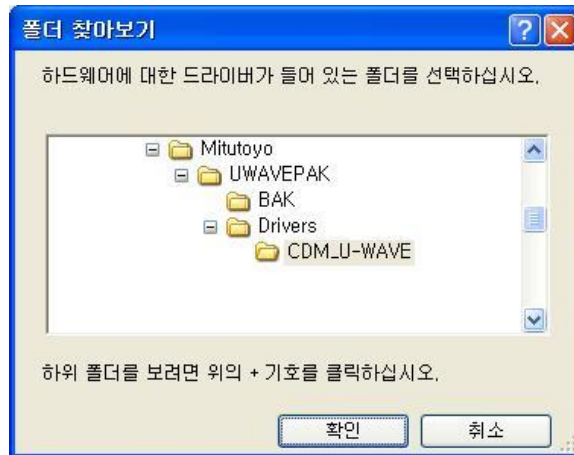 폴더 찾아보기
하드웨어에 대한 드라이버가 들어 있는 폴더를 선택하십시오.
Mitutoyo
UWAVEPAK
BAK
Drivers
CDM_U-WAVE
하위 폴더를 보려면 위의 + 기호를 클릭하십시오.
확인 취소